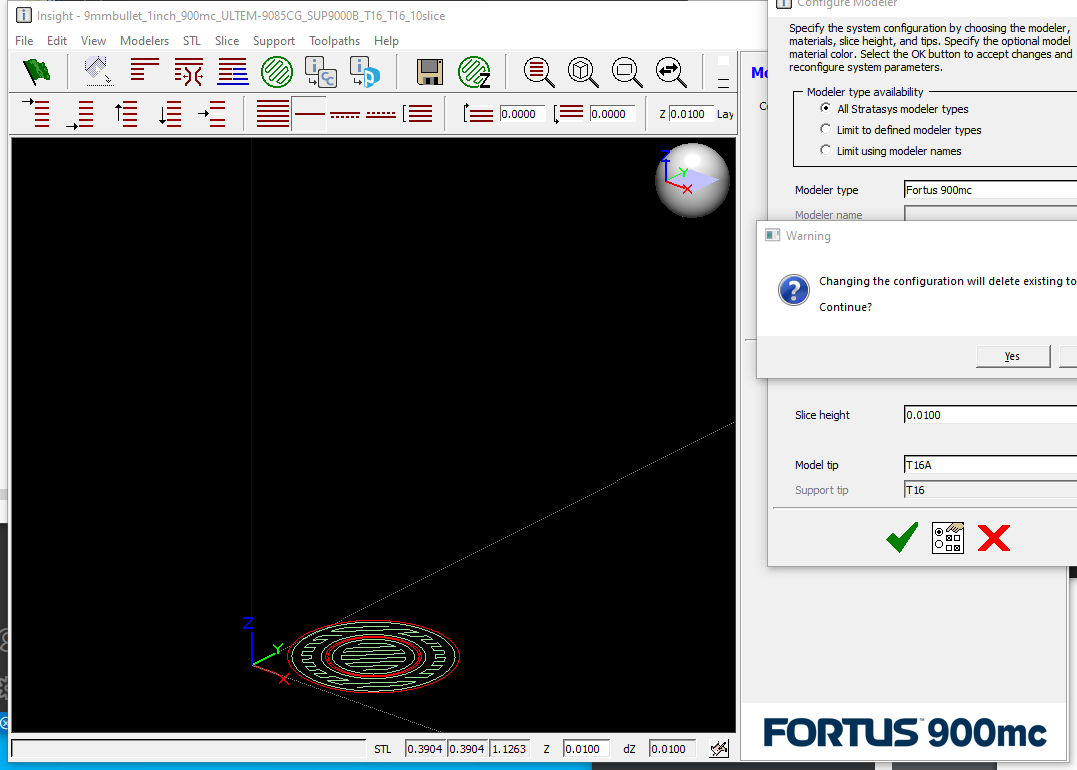 Insight - 9mmbullet_1inch_900mc_ULTEM-9085CG_SUP9000B_T16_T16_10slice
File Edit View Modelers STL Slice Support Toolpaths Help
0.0000 0.0000 Z 0.0100 Lay
Z
Y
X
Z
Y
X
STL 0.3904 0.3904 1.1263 Z 0.0100 dZ 0.0100
Configure Modeler
Specify the system configuration by choosing the modeler,
materials, slice height, and tips. Specify the optional model
material color. Select the OK button to accept changes and
reconfigure system parameters.
Modeler type availability
All Stratasys modeler types
Limit to defined modeler types
Limit using modeler names
Modeler type Fortus 900mc
Modeler name
Warning
Changing the configuration will delete existing to
Continue?
Yes
Slice height 0.0100
Model tip T16A
Support tip T16
FORTUS™ 900mc